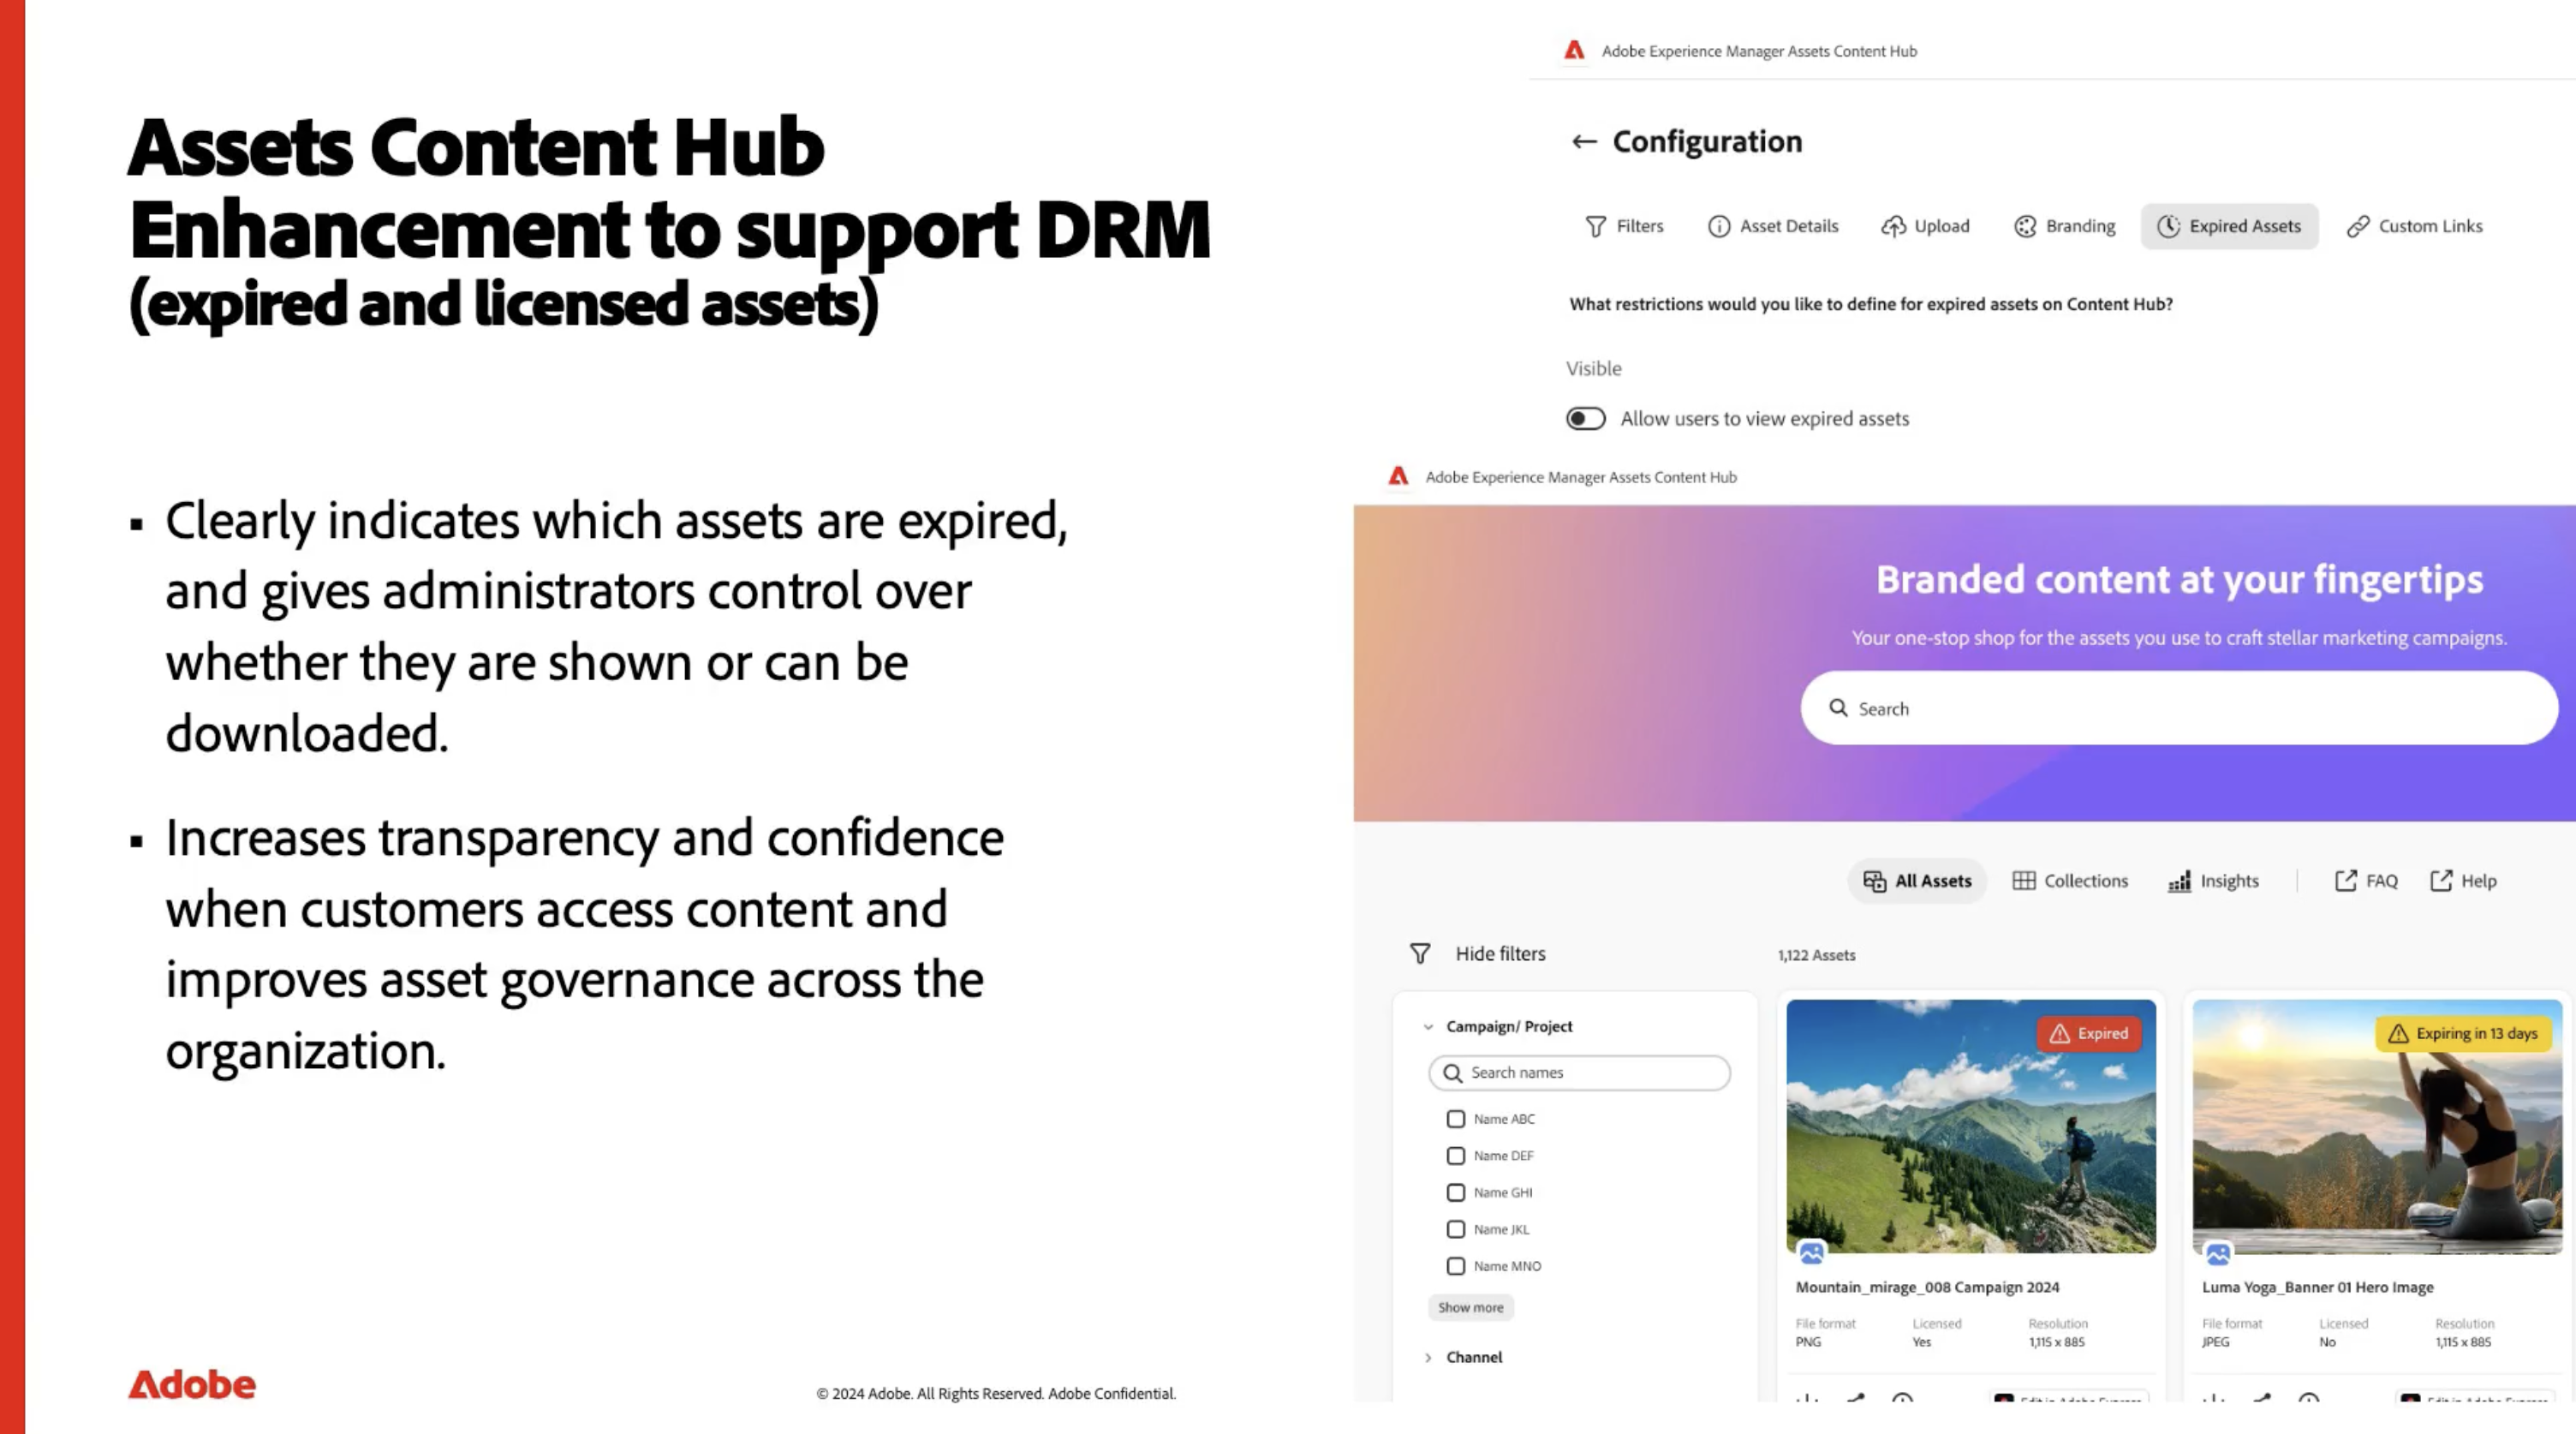 Assets Content Hub
Enhancement to support DRM
(expired and licensed assets)
▪ Clearly indicates which assets are expired,
and gives administrators control over
whether they are shown or can be
downloaded.
▪ Increases transparency and confidence
when customers access content and
improves asset governance across the
organization.
Adobe
© 2024 Adobe. All Rights Reserved. Adobe Confidential.
Adobe Experience Manager Assets Content Hub
← Configuration
Filters Asset Details Upload Branding Expired Assets Custom Links
What restrictions would you like to define for expired assets on Content Hub?
Visible
Allow users to view expired assets
Adobe Experience Manager Assets Content Hub
Branded content at your fingertips
Your one-stop shop for the assets you use to craft stellar marketing campaigns.
Search
All Assets Collections Insights FAQ Help
Hide filters
1,122 Assets
Campaign/ Project
Search names
Name ABC
Name DEF
Name GHI
Name JKL
Name MNO
Show more
Channel
Expired
Mountain_mirage_008 Campaign 2024
File format Licensed Resolution
PNG Yes 1,115 x 885
Expiring in 13 days
Luma Yoga_Banner 01 Hero Image
File format Licensed Resolution
JPEG No 1,115 x 885